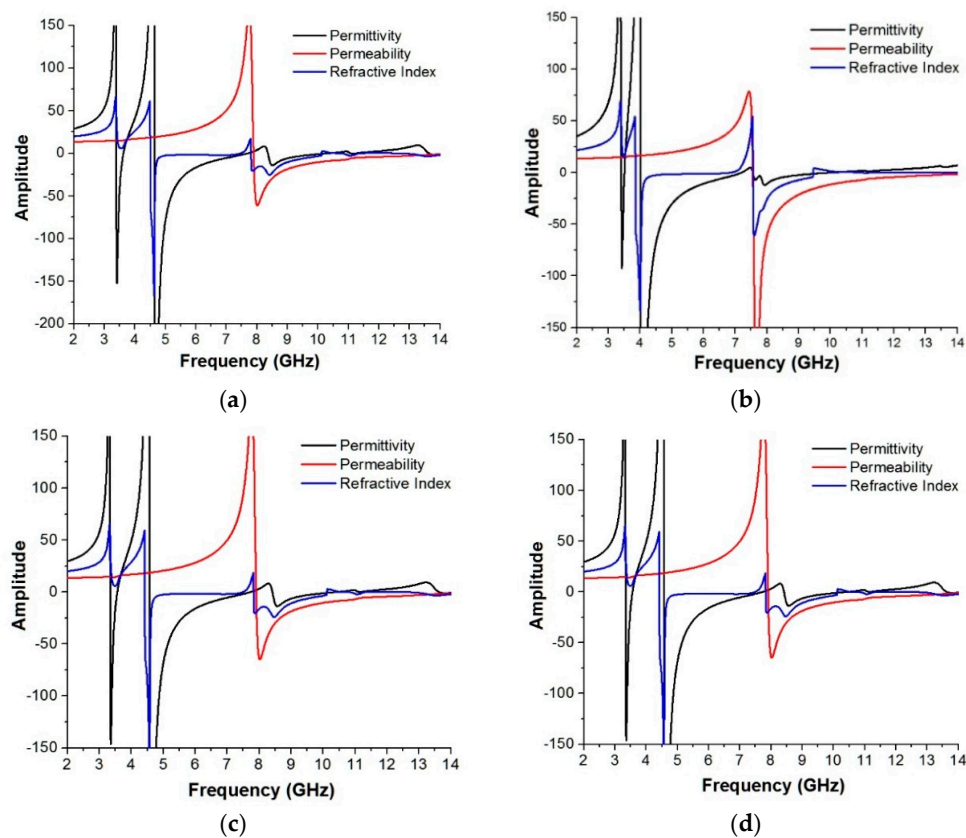 150
100
50
0
-50
-100
-150
-200
Amplitude
Permittivity
Permeability
Refractive Index
2 3 4 5 6 7 8 9 10 11 12 13 14
Frequency (GHz)
(a)
150
100
50
0
-50
-100
-150
Amplitude
Permittivity
Permeability
Refractive Index
2 3 4 5 6 7 8 9 10 11 12 13 14
Frequency (GHz)
(b)
150
100
50
0
-50
-100
-150
Amplitude
Permittivity
Permeability
Refractive Index
2 3 4 5 6 7 8 9 10 11 12 13 14
Frequency (GHz)
(c)
150
100
50
0
-50
-100
-150
Amplitude
Permittivity
Permeability
Refractive Index
2 3 4 5 6 7 8 9 10 11 12 13 14
Frequency (GHz)
(d)